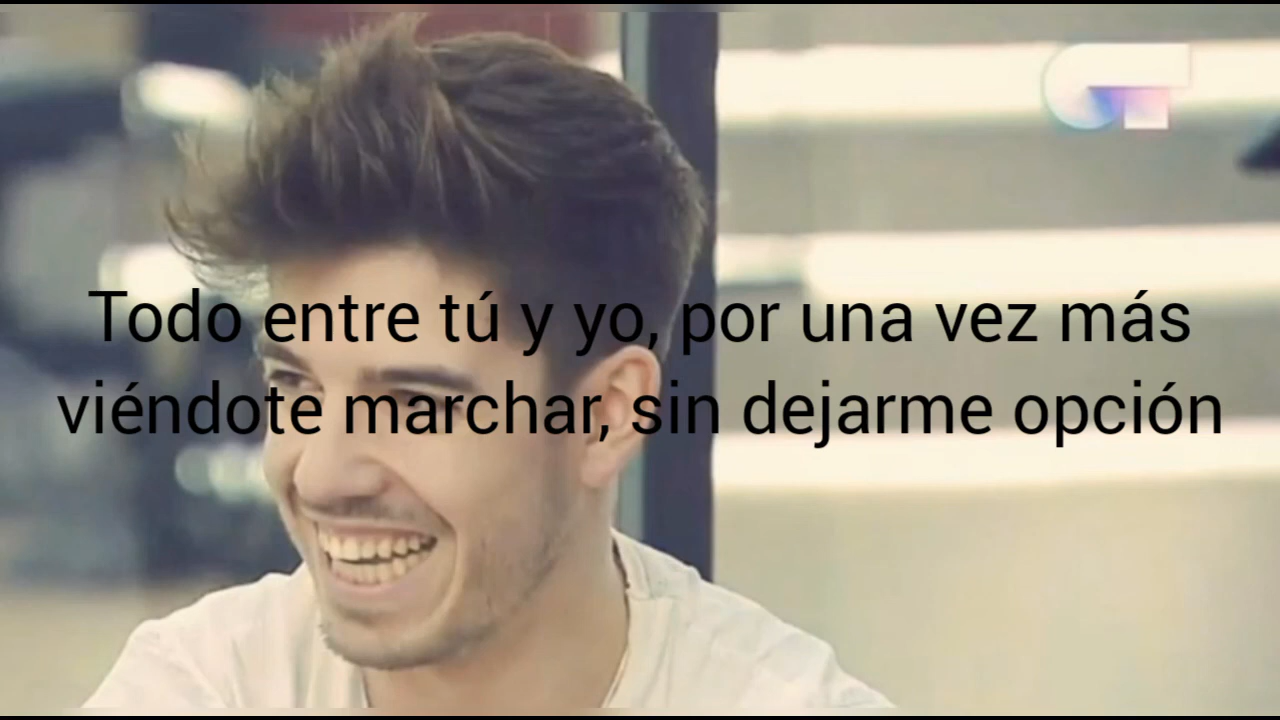 Todo entre tú y yo, por una vez más
viéndote marchar, sin dejarme opción